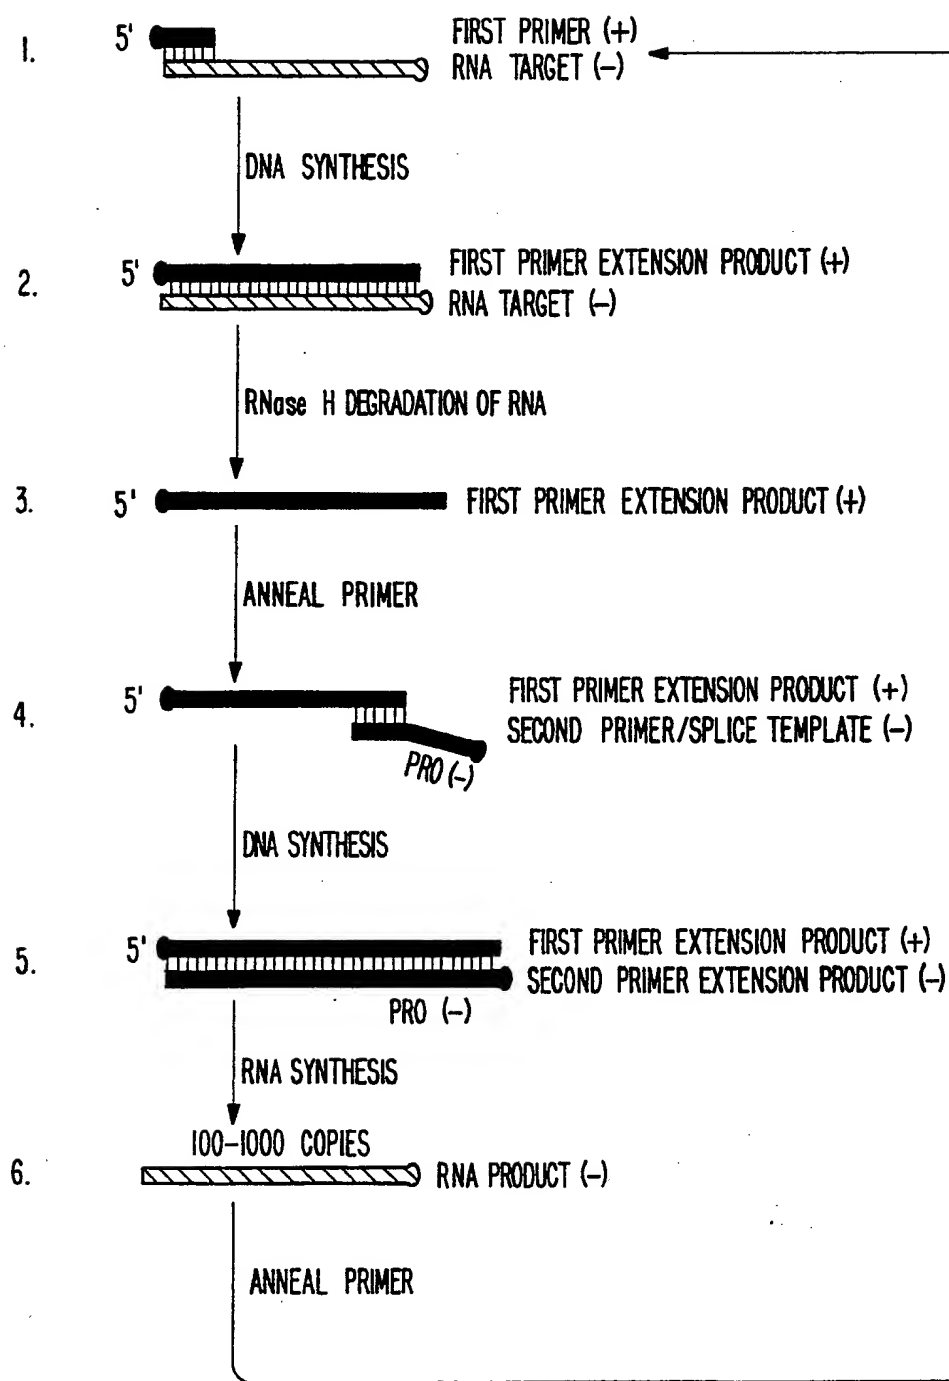 1.
5' FIRST PRIMER (+)
RNA TARGET (-)
DNA SYNTHESIS
2.
5' FIRST PRIMER EXTENSION PRODUCT (+)
RNA TARGET (-)
RNase H DEGRADATION OF RNA
3. 5' FIRST PRIMER EXTENSION PRODUCT (+)
ANNEAL PRIMER
4.
5' FIRST PRIMER EXTENSION PRODUCT (+)
SECOND PRIMER/SPLICE TEMPLATE (-)
PRO (-)
DNA SYNTHESIS
5.
5' FIRST PRIMER EXTENSION PRODUCT (+)
SECOND PRIMER EXTENSION PRODUCT (-)
PRO (-)
RNA SYNTHESIS
100-1000 COPIES
6. RNA PRODUCT (-)
ANNEAL PRIMER